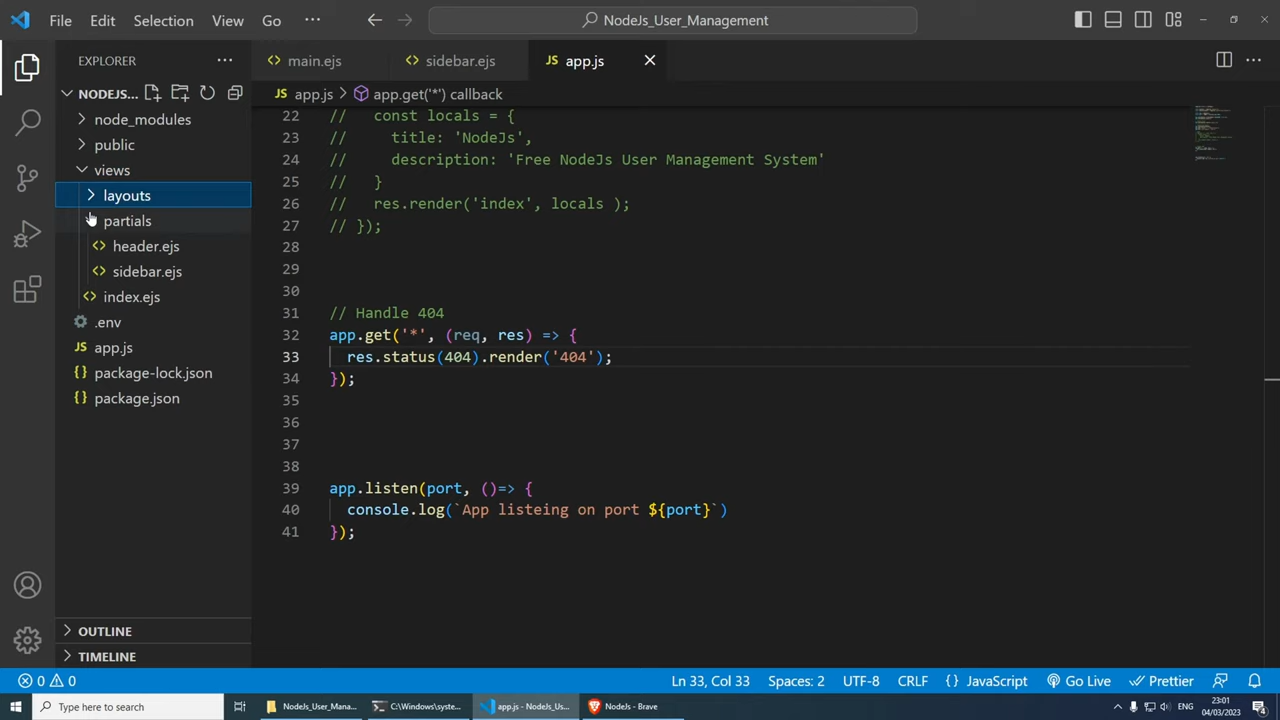 File Edit Selection View Go ··· NodeJs_User_Management
EXPLORER ···
NODEJS...
node_modules
public
views
layouts
partials
header.ejs
sidebar.ejs
index.ejs
.env
JS app.js
{} package-lock.json
{} package.json
OUTLINE
TIMELINE
<> main.ejs <> sidebar.ejs JS app.js
JS app.js > app.get('*') callback
22 //   const locals = {
23 //     title: 'NodeJs',
24 //     description: 'Free NodeJs User Management System'
25 //   }
26 //   res.render('index', locals );
27 // });
28
29
30
31 // Handle 404
32 app.get('*', (req, res) => {
33   res.status(404).render('404');
34 });
35
36
37
38
39 app.listen(port, ()=> {
40   console.log(`App listeing on port ${port}`)
41 });
0 0 Ln 33, Col 33 Spaces: 2 UTF-8 CRLF {} JavaScript Go Live Prettier
Type here to search NodeJs_User_Mana... C:\Windows\syste... app.js - NodeJs_Us... NodeJs - Brave ENG 23:01 04/03/2023 4